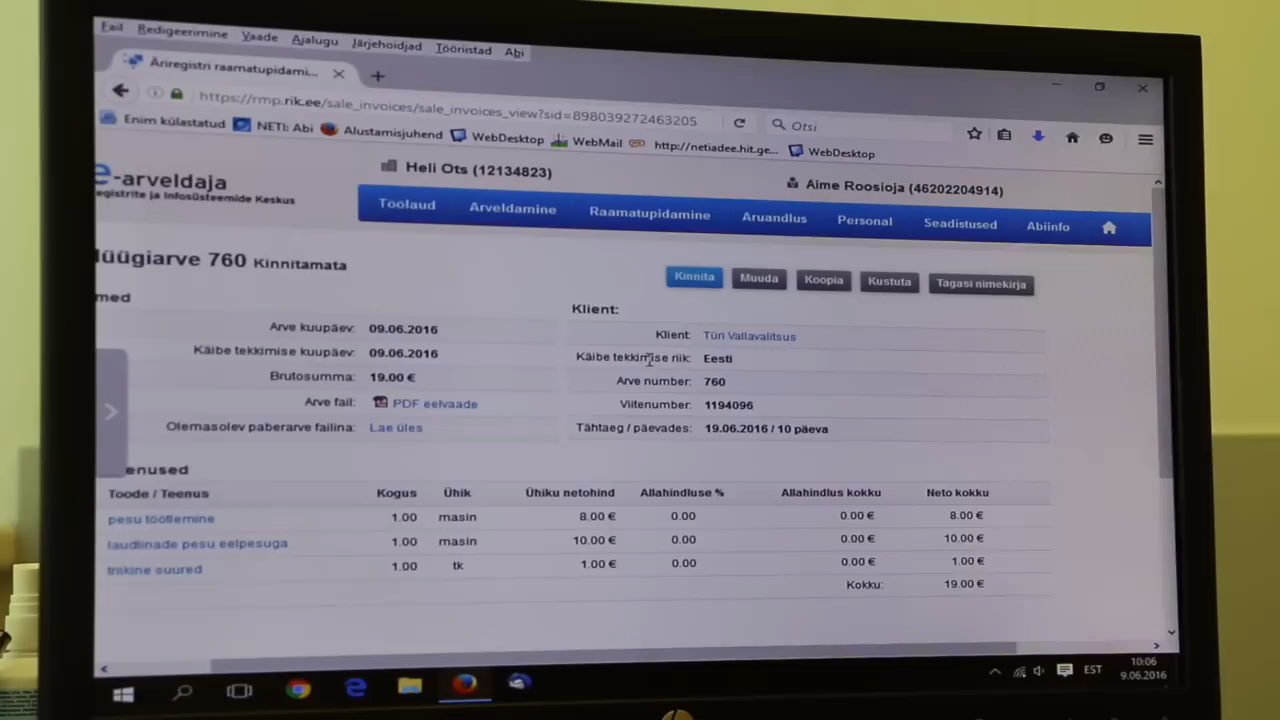 Fail Redigeerimine Vaade Ajalugu Järjehoidjad Tööriistad Abi
Äriregistri raamatupidami...
https://rmp.rik.ee/sale_invoices/sale_invoices_view?sid=898039272463205 Otsi
Enim külastatud NETI: Abi Alustamisjuhend WebDesktop WebMail http://netiadee.hit.ge... WebDesktop
e-arveldaja
egistrite ja Infosüsteemide Keskus
Heli Ots (12134823) Aime Roosioja (46202204914)
Töölaud Arveldamine Raamatupidamine Aruandlus Personal Seadistused Abiinfo
üügiarve 760 Kinnitamata
Kinnita Muuda Koopia Kustuta Tagasi nimekirja
med
Klient:
Arve kuupäev: 09.06.2016
Klient: Türi Vallavalitsus
Käibe tekkimise kuupäev: 09.06.2016
Käibe tekkimise riik: Eesti
Brutosumma: 19.00 €
Arve number: 760
Arve fail: PDF eelvaade
Viitenumber: 1194096
Olemasolev paberarve failina: Lae üles
Tähtaeg / päevades: 19.06.2016 / 10 päeva
enused
Toode / Teenus Kogus Ühik Ühiku netohind Allahindluse % Allahindlus kokku Neto kokku
pesu töötlemine 1.00 masin 8.00 € 0.00 0.00 € 8.00 €
laudlinade pesu eelpesuga 1.00 masin 10.00 € 0.00 0.00 € 10.00 €
triikine suured 1.00 tk 1.00 € 0.00 0.00 € 1.00 €
Kokku: 19.00 €
EST 10:06
9.06.2016